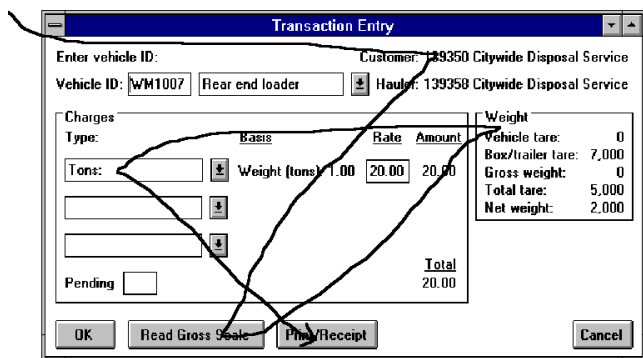 Transaction Entry
Enter vehicle ID: Customer: 139350 Citywide Disposal Service
Vehicle ID: WM1007 Rear end loader Hauler: 139358 Citywide Disposal Service
Charges Weight
Type: Basis Rate Amount Vehicle tare: 0
Box/trailer tare: 7,000
Tons: Weight (tons) 1.00 20.00 20.00 Gross weight: 0
Total tare: 5,000
Net weight: 2,000
Total
Pending 20.00
OK Read Gross Scale Print/Receipt Cancel